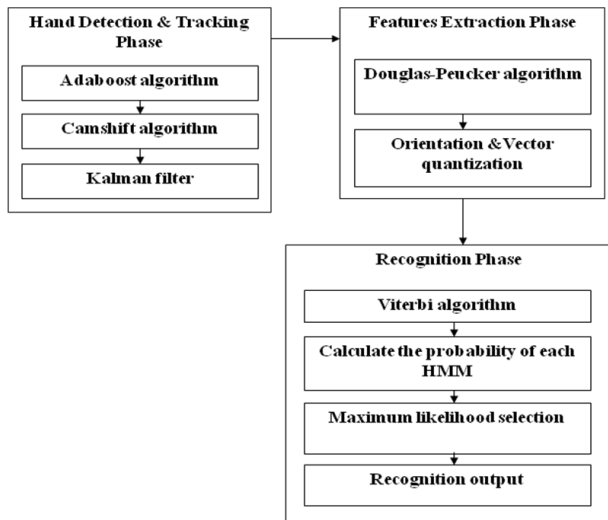 Hand Detection & Tracking
Phase
Adaboost algorithm
Camshift algorithm
Kalman filter
Features Extraction Phase
Douglas-Peucker algorithm
Orientation &Vector
quantization
Recognition Phase
Viterbi algorithm
Calculate the probability of each
HMM
Maximum likelihood selection
Recognition output